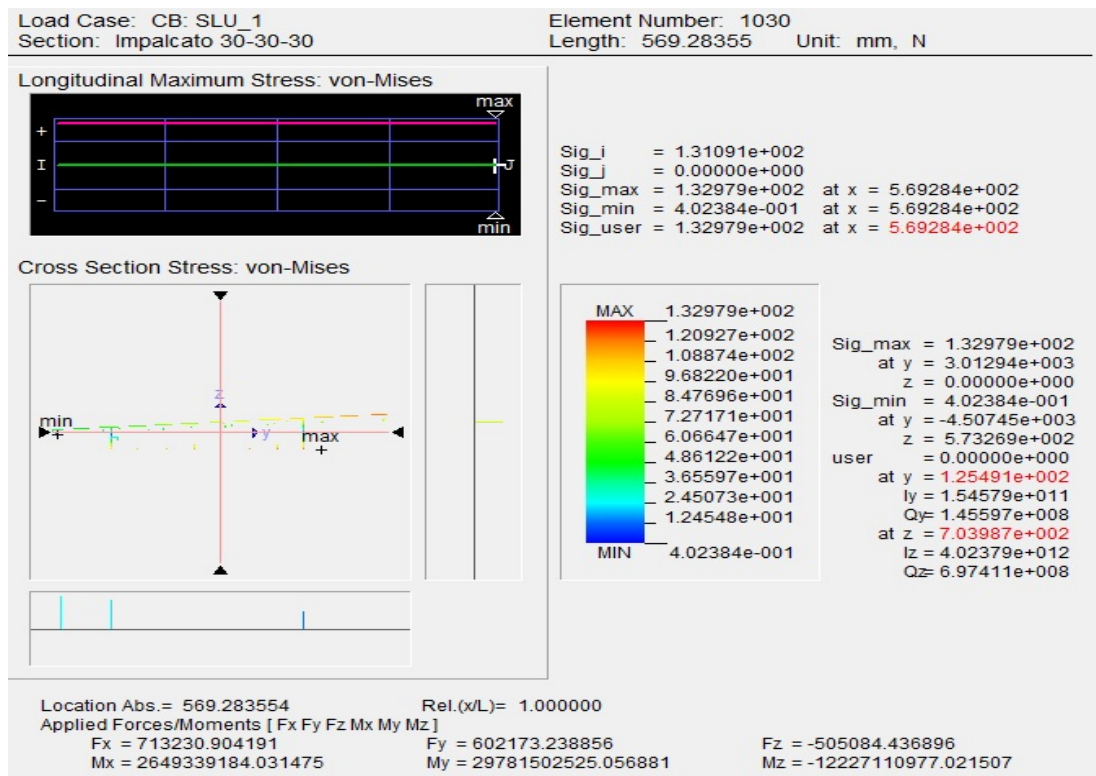 Load Case: CB: SLU_1
Element Number: 1030
Section: Impalcato 30-30-30
Length: 569.28355 Unit: mm, N
Longitudinal Maximum Stress: von-Mises
max
+
I
J
-
min
Sig_i = 1.31091e+002
Sig_j = 0.00000e+000
Sig_max = 1.32979e+002 at x = 5.69284e+002
Sig_min = 4.02384e-001 at x = 5.69284e+002
Sig_user = 1.32979e+002 at x = 5.69284e+002
Cross Section Stress: von-Mises
z
y
min
+
max
+
MAX 1.32979e+002
1.20927e+002
1.08874e+002
9.68220e+001
8.47696e+001
7.27171e+001
6.06647e+001
4.86122e+001
3.65597e+001
2.45073e+001
1.24548e+001
MIN 4.02384e-001
Sig_max = 1.32979e+002
at y = 3.01294e+003
z = 0.00000e+000
Sig_min = 4.02384e-001
at y =-4.50745e+003
z = 5.73269e+002
user = 0.00000e+000
at y = 1.25491e+002
Iy = 1.54579e+011
Qy= 1.45597e+008
at z = 7.03987e+002
Iz = 4.02379e+012
Qz= 6.97411e+008
Location Abs.= 569.283554 Rel.(x/L)= 1.000000
Applied Forces/Moments [ Fx Fy Fz Mx My Mz ]
Fx = 713230.904191 Fy = 602173.238856 Fz = -505084.436896
Mx = 2649339184.031475 My = 29781502525.056881 Mz = -12227110977.021507